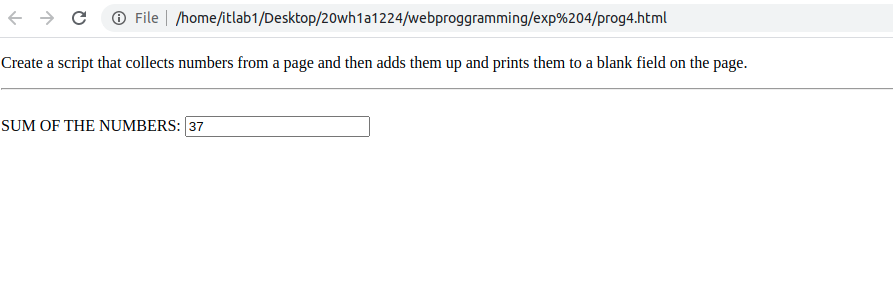 File /home/itlab1/Desktop/20wh1a1224/webproggramming/exp%204/prog4.html
Create a script that collects numbers from a page and then adds them up and prints them to a blank field on the page.
SUM OF THE NUMBERS: 37